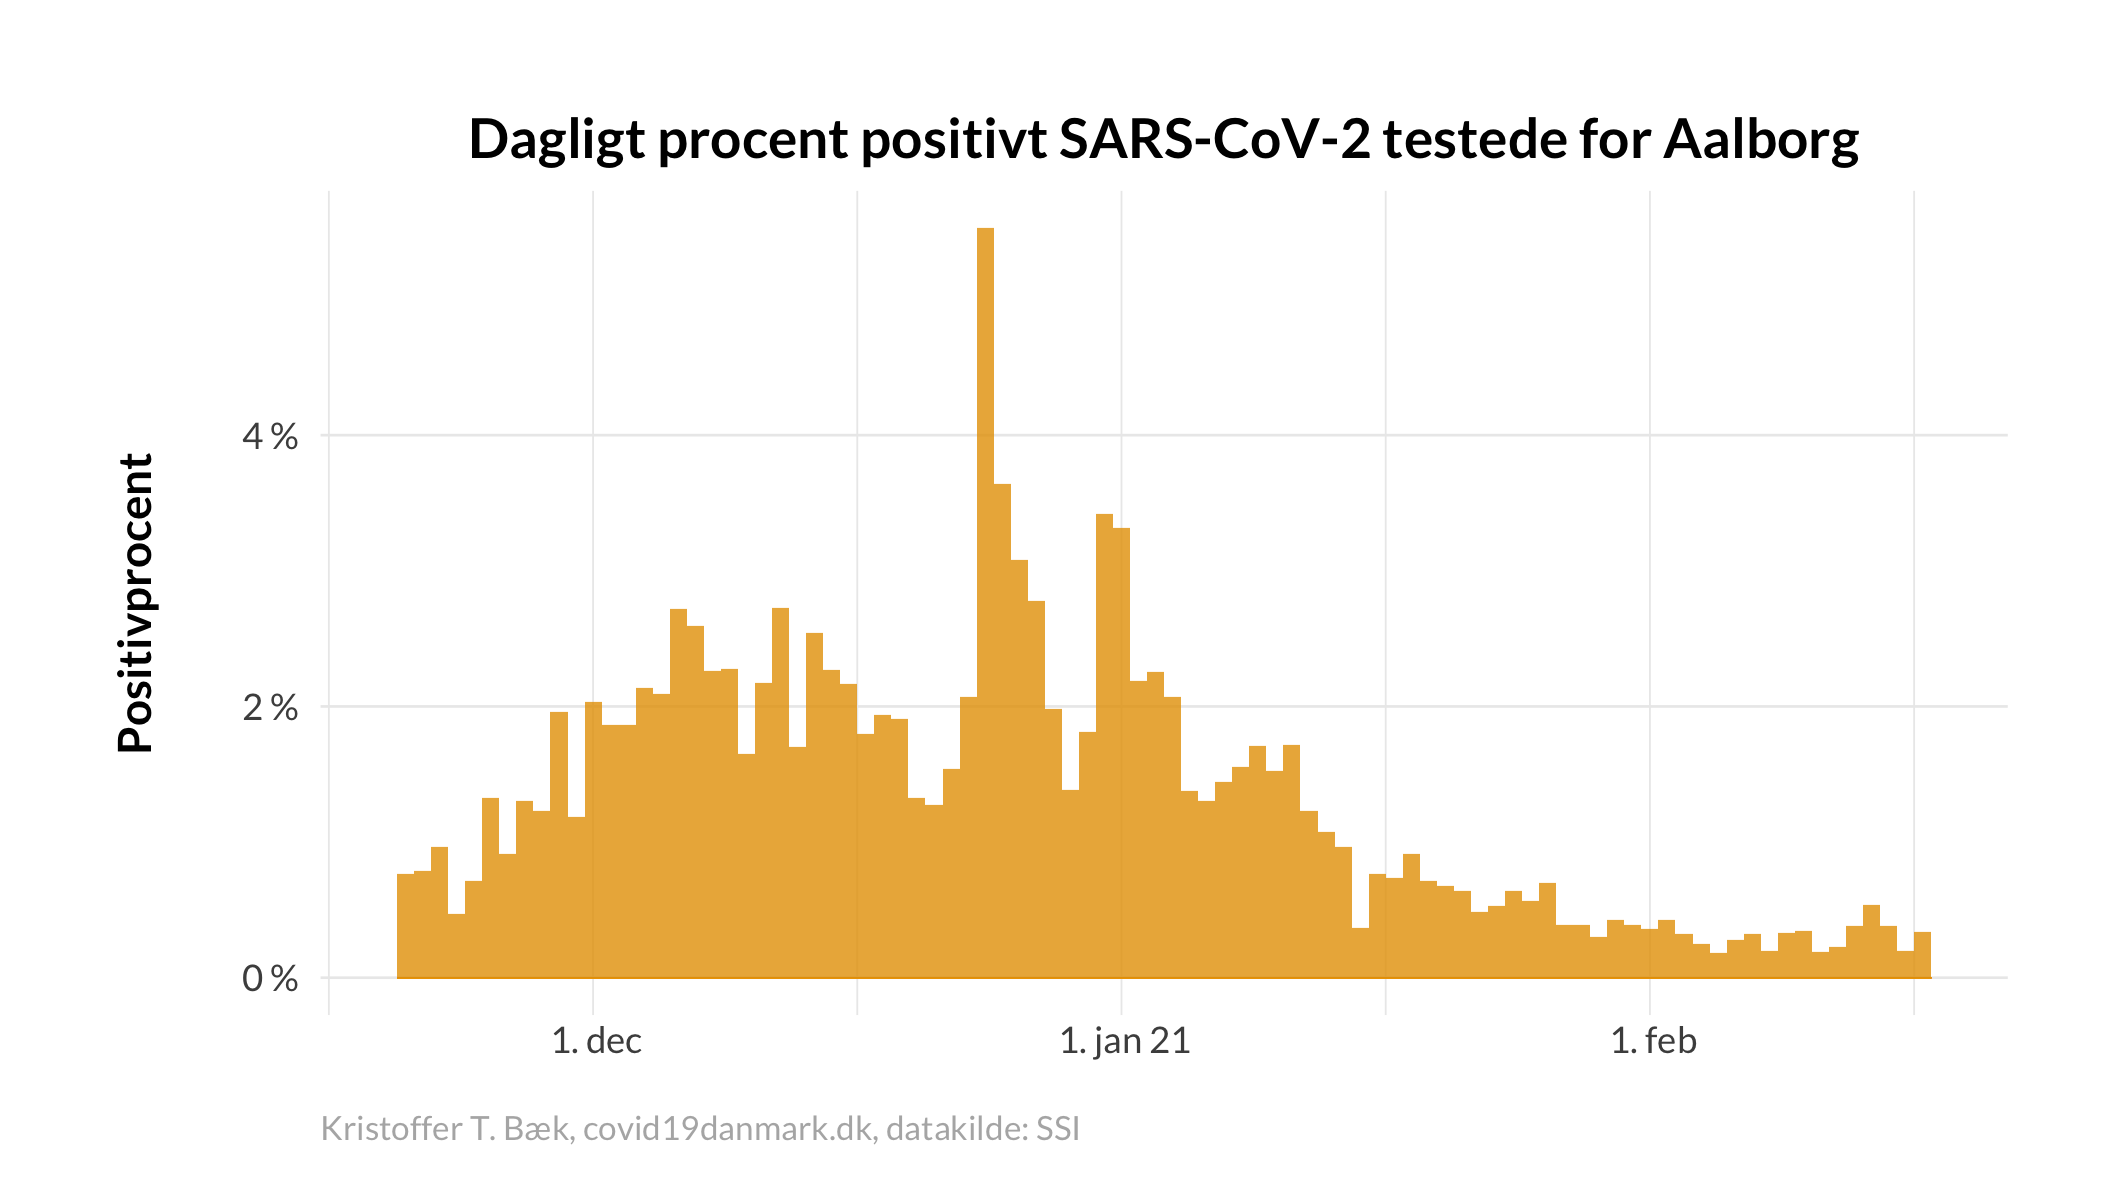 Dagligt procent positivt SARS-CoV-2 testede for Aalborg
Positivprocent
4 %
2 %
0 %
1. dec
1. jan 21
1. feb
Kristoffer T. Bæk, covid19danmark.dk, datakilde: SSI